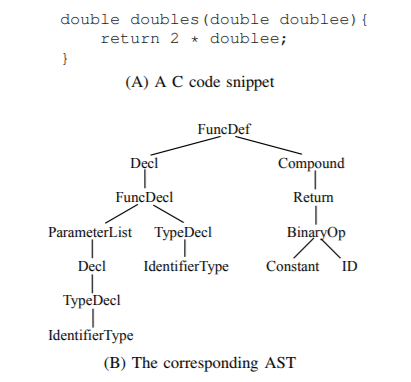 double doubles(double doublee){
return 2 * doublee;
}
(A) A C code snippet
FuncDef
Decl Compound
FuncDecl Return
ParameterList TypeDecl BinaryOp
Decl IdentifierType Constant ID
TypeDecl
IdentifierType
(B) The corresponding AST